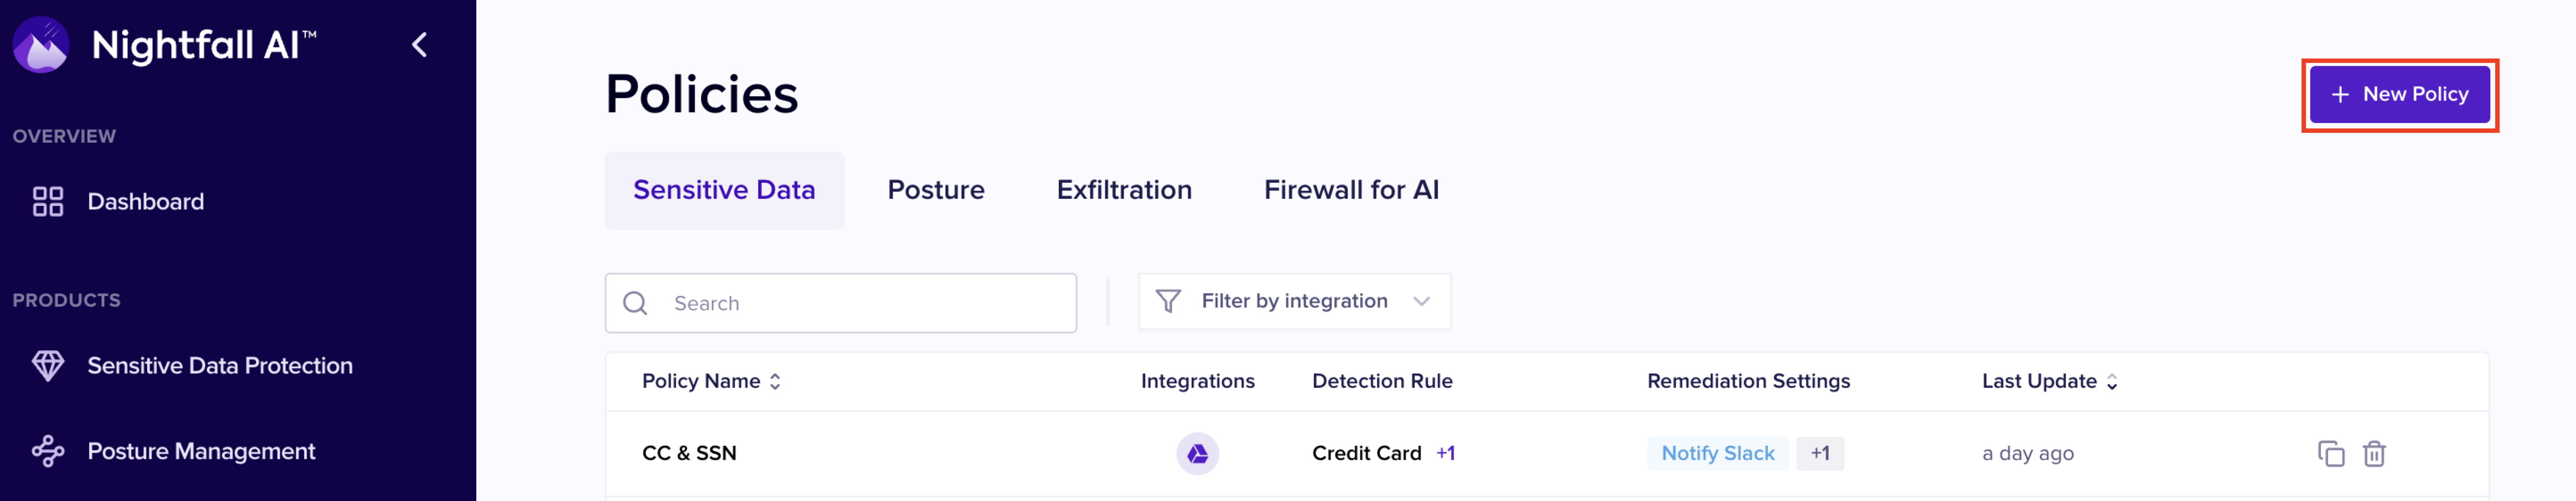 Nightfall AI™
OVERVIEW
Dashboard
PRODUCTS
Sensitive Data Protection
Posture Management
Policies
+ New Policy
Sensitive Data Posture Exfiltration Firewall for AI
Search Filter by integration
Policy Name Integrations Detection Rule Remediation Settings Last Update
CC & SSN Credit Card +1 Notify Slack +1 a day ago